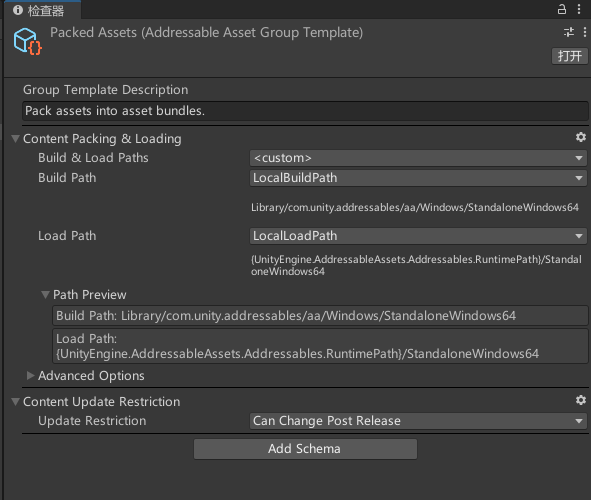 检查器
Packed Assets (Addressable Asset Group Template)
打开
Group Template Description
Pack assets into asset bundles.
Content Packing & Loading
Build & Load Paths <custom>
Build Path LocalBuildPath
Library/com.unity.addressables/aa/Windows/StandaloneWindows64
Load Path LocalLoadPath
{UnityEngine.AddressableAssets.Addressables.RuntimePath}/Standal
oneWindows64
Path Preview
Build Path: Library/com.unity.addressables/aa/Windows/StandaloneWindows64
Load Path:
{UnityEngine.AddressableAssets.Addressables.RuntimePath}/StandaloneWindows64
Advanced Options
Content Update Restriction
Update Restriction Can Change Post Release
Add Schema